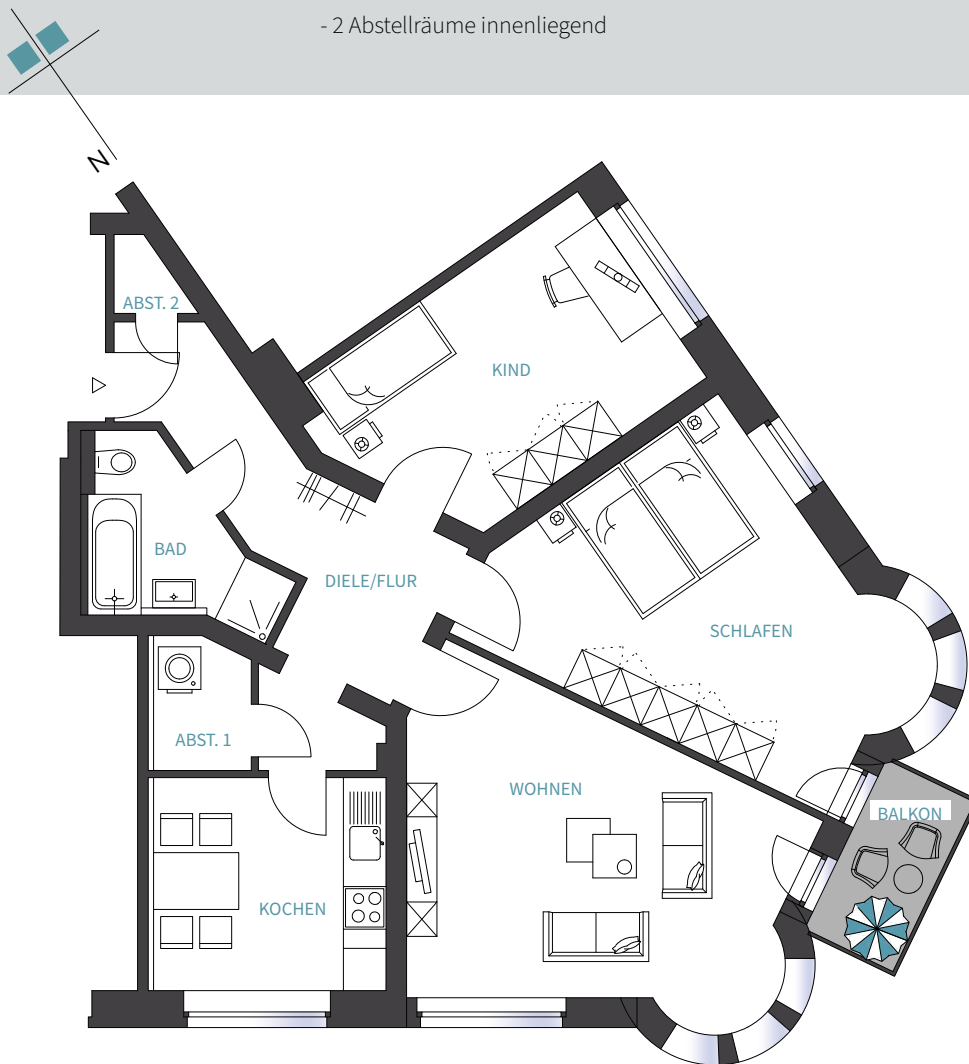 - 2 Abstellräume innenliegend
N
ABST. 2
KIND
BAD
DIELE/FLUR
SCHLAFEN
ABST. 1
WOHNEN
BALKON
KOCHEN